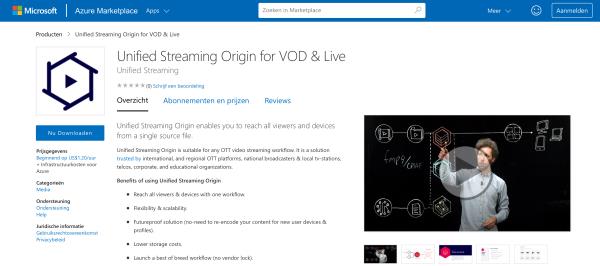 Microsoft Azure Marketplace Apps Zoeken in Marketplace Meer Aanmelden
Producten > Unified Streaming Origin for VOD & Live
Unified Streaming Origin for VOD & Live
Unified Streaming
(0) Schrijf een beoordeling
Overzicht Abonnementen en prijzen Reviews
Nu Downloaden
Prijsgegevens
Beginnend op US$1,20/uur
+ Infrastructuurkosten voor
Azure
Categorieën
Media
Ondersteuning
Ondersteuning
Help
Juridische informatie
Gebruiksrechtovereenkomst
Privacybeleid
Unified Streaming Origin enables you to reach all viewers and devices
from a single source file.
Unified Streaming Origin is suitable for any OTT video streaming workflow. It is a solution
trusted by international, and regional OTT platforms, national broadcasters & local tv-stations,
telcos, corporate, and educational organizations.
Benefits of using Unified Streaming Origin
Reach all viewers & devices with one workflow.
Flexibility & scalability.
Futureproof solution (no-need to re-encode your content for new user devices &
profiles).
Lower storage costs.
Launch a best of breed workflow (no vendor lock).
fmp4/CMAF